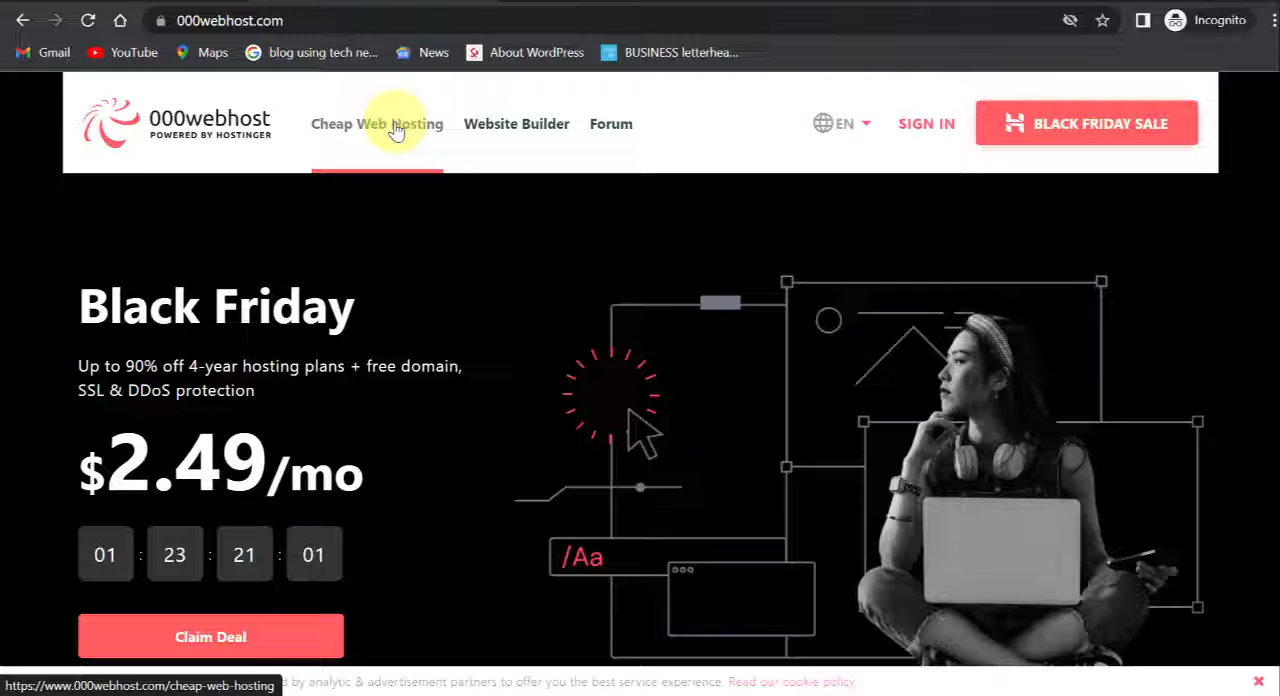 000webhost.com
Incognito
Gmail
YouTube
Maps
blog using tech ne...
News
About WordPress
BUSINESS letterhea...
000webhost
POWERED BY HOSTINGER
Cheap Web Hosting
Website Builder
Forum
EN
SIGN IN
BLACK FRIDAY SALE
Black Friday
Up to 90% off 4-year hosting plans + free domain,
SSL & DDoS protection
$2.49/mo
01 : 23 : 21 : 01
/Aa
Claim Deal
https://www.000webhost.com/cheap-web-hosting
d by analytic & advertisement partners to offer you the best service experience. Read our cookie policy.